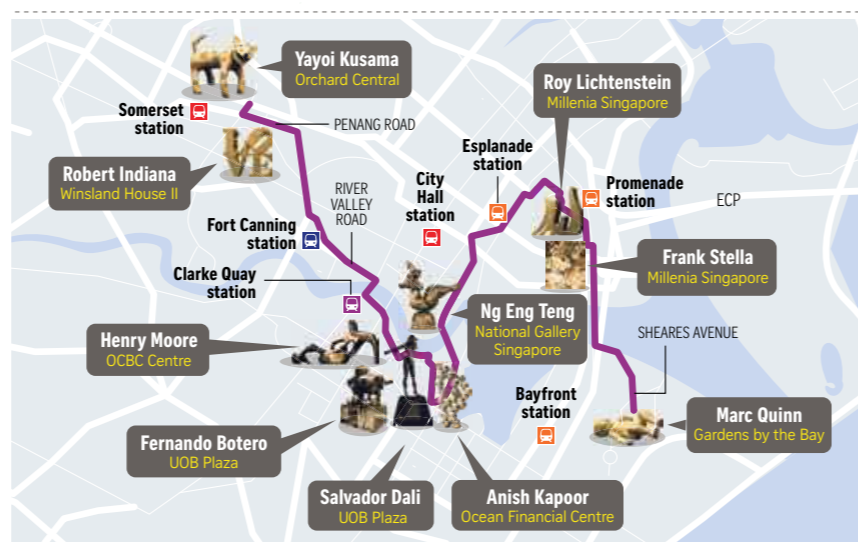 Yayoi Kusama
Orchard Central
Roy Lichtenstein
Millenia Singapore
Somerset
station
PENANG ROAD
Robert Indiana
Winsland House II
Esplanade
station
City
Hall
station
Promenade
station
ECP
RIVER
VALLEY
ROAD
Fort Canning
station
Clarke Quay
station
Frank Stella
Millenia Singapore
Henry Moore
OCBC Centre
Ng Eng Teng
National Gallery
Singapore
SHEARES AVENUE
Bayfront
station
Marc Quinn
Gardens by the Bay
Fernando Botero
UOB Plaza
Salvador Dali
UOB Plaza
Anish Kapoor
Ocean Financial Centre